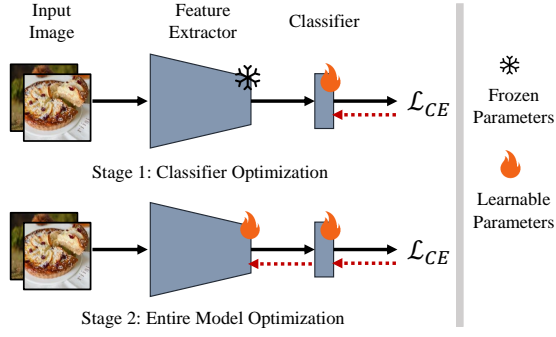 Input
Image
Feature
Extractor
Classifier
ℒ_CE
Stage 1: Classifier Optimization
ℒ_CE
Stage 2: Entire Model Optimization
Frozen
Parameters
Learnable
Parameters